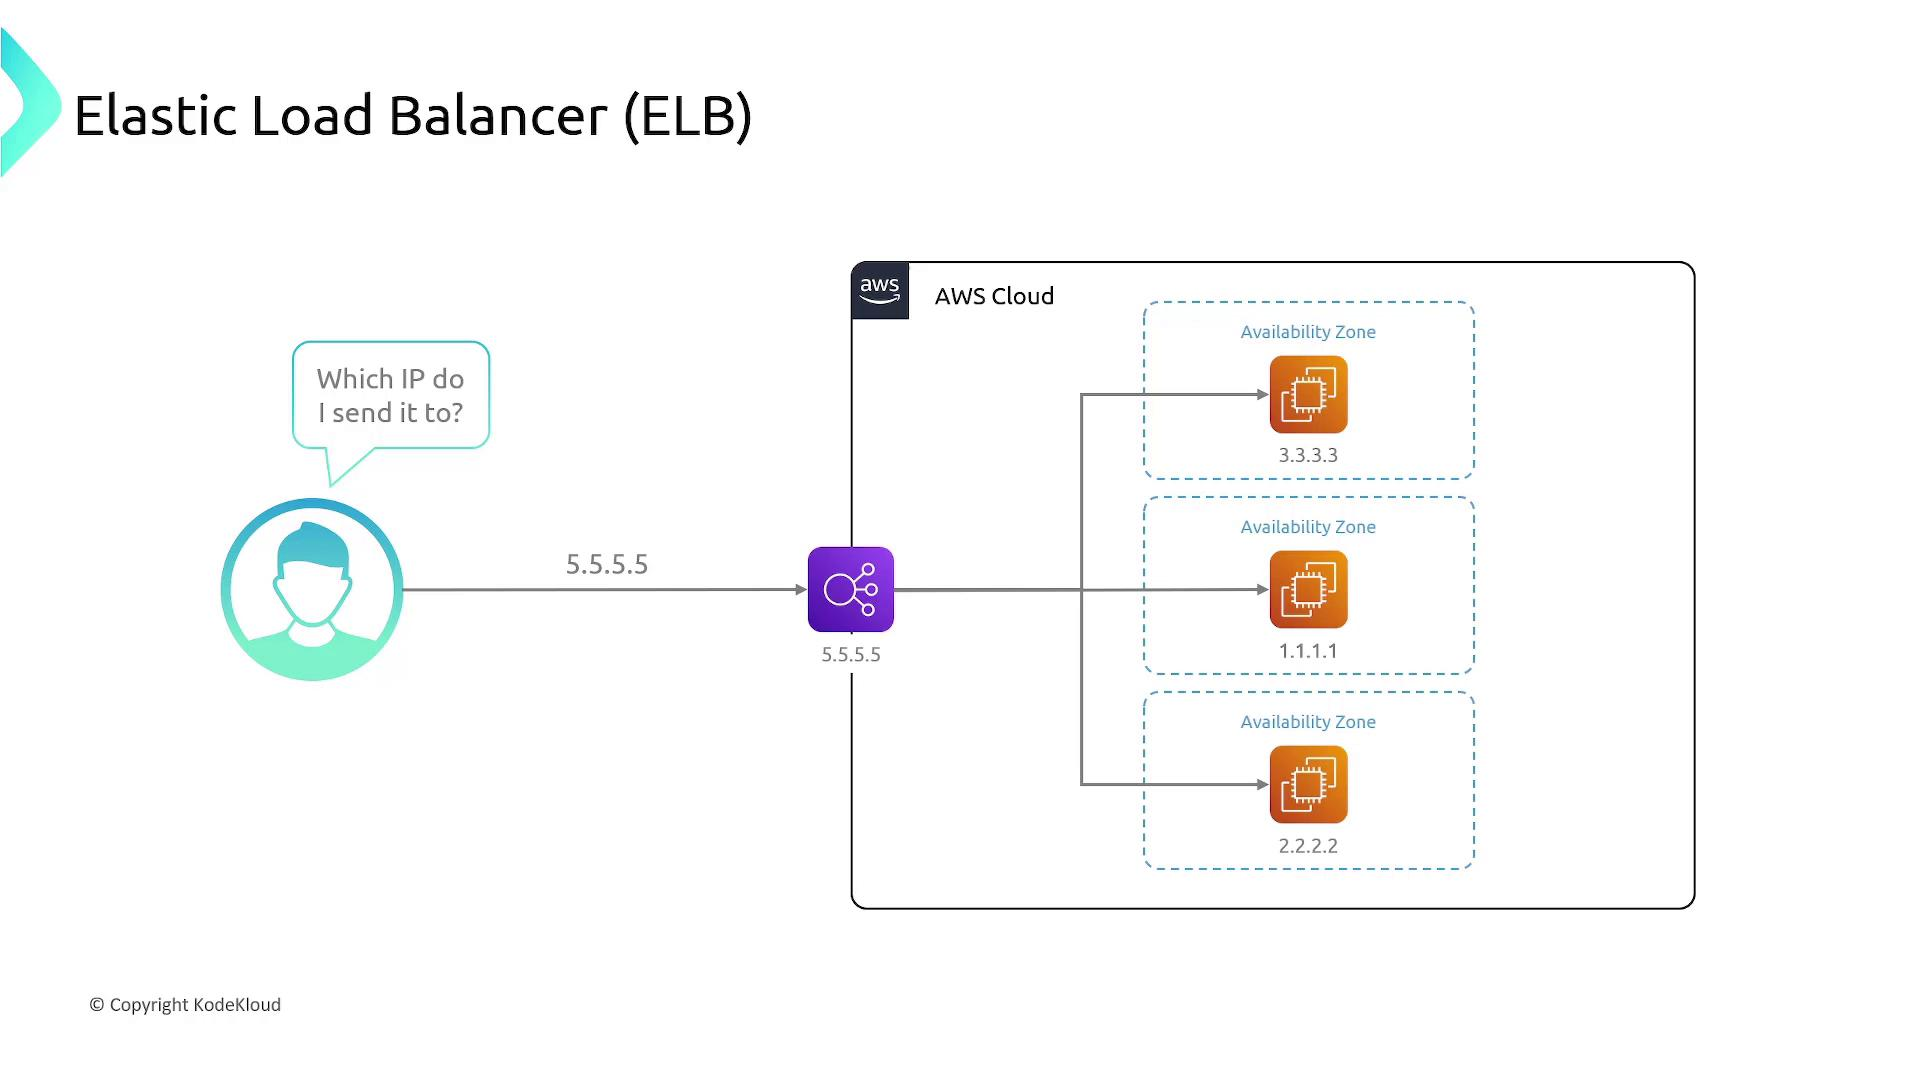 Elastic Load Balancer (ELB)
aws
AWS Cloud
Availability Zone
3.3.3.3
Which IP do
I send it to?
5.5.5.5
5.5.5.5
Availability Zone
1.1.1.1
Availability Zone
2.2.2.2
© Copyright KodeKloud